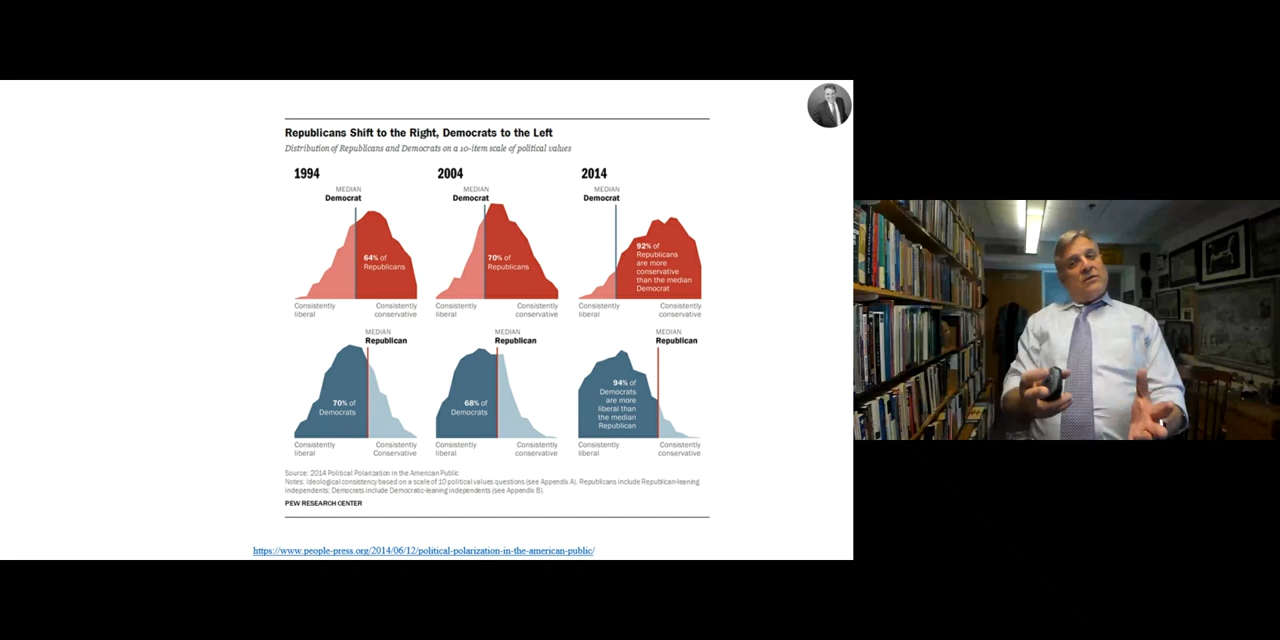 Republicans Shift to the Right, Democrats to the Left
Distribution of Republicans and Democrats on a 10-item scale of political values
1994
MEDIAN
Democrat
64% of
Republicans
Consistently
liberal
Consistently
conservative
2004
MEDIAN
Democrat
70% of
Republicans
Consistently
liberal
Consistently
conservative
2014
MEDIAN
Democrat
92% of
Republicans
are more
conservative
than the median
Democrat
Consistently
liberal
Consistently
conservative
MEDIAN
Republican
70% of
Democrats
Consistently
liberal
Consistently
Conservative
MEDIAN
Republican
68% of
Democrats
Consistently
liberal
Consistently
conservative
MEDIAN
Republican
94% of
Democrats
are more
liberal than
the median
Republican
Consistently
liberal
Consistently
conservative
Source: 2014 Political Polarization in the American Public
Notes: Ideological consistency based on a scale of 10 political values questions (see Appendix A). Republicans include Republican-leaning
independents; Democrats include Democratic-leaning independents (see Appendix B).
PEW RESEARCH CENTER
https://www.people-press.org/2014/06/12/political-polarization-in-the-american-public/